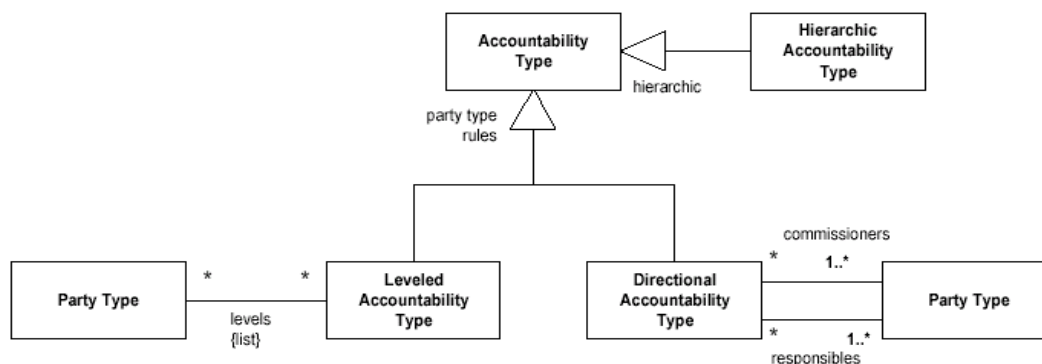 Accountability
Type
Hierarchic
Accountability
Type
hierarchic
party type
rules
commissioners
* *
* 1..*
Party Type
Leveled
Accountability
Type
Directional
Accountability
Type
Party Type
levels
{list}
* 1..*
responsibles